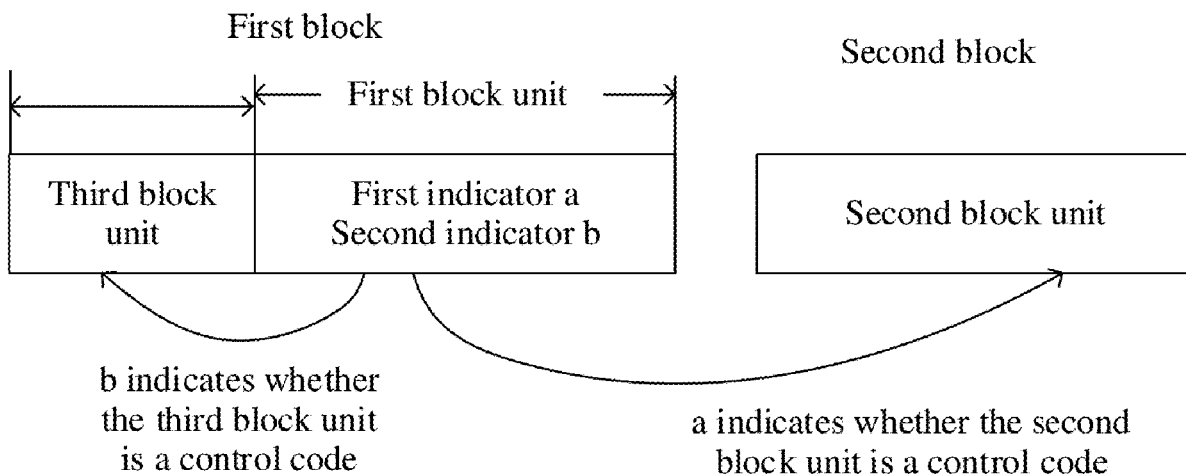 First block
Second block
First block unit
Third block
unit
First indicator a
Second indicator b
Second block unit
b indicates whether
the third block unit
is a control code
a indicates whether the second
block unit is a control code